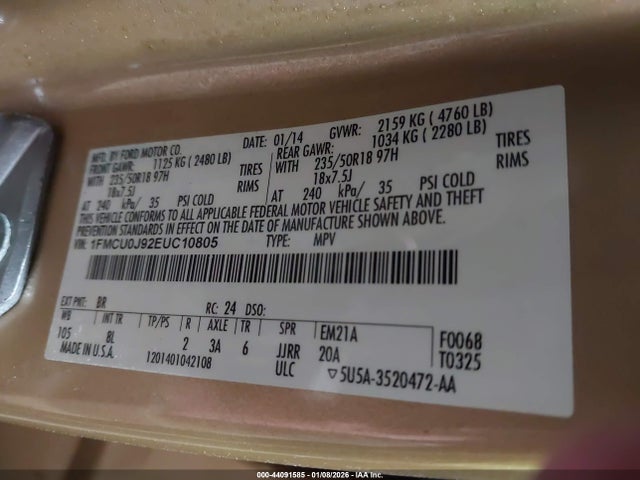 MFD. BY FORD MOTOR CO.
DATE: 01/14 GVWR: 2159 KG ( 4760 LB)
FRONT GAWR: 1125 KG ( 2480 LB)
REAR GAWR: 1034 KG ( 2280 LB)
WITH 235/50R18 97H TIRES
WITH 235/50R18 97H TIRES
18x7.5J RIMS
18x7.5J RIMS
AT 240 kPa/ 35 PSI COLD
AT 240 kPa/ 35 PSI COLD
THIS VEHICLE CONFORMS TO ALL APPLICABLE FEDERAL MOTOR VEHICLE SAFETY AND THEFT
PREVENTION STANDARDS IN EFFECT ON THE DATE OF MANUFACTURE SHOWN ABOVE.
VIN: 1FMCU0J92EUC10805
TYPE: MPV
EXT PNT: BR RC: 24 DSO:
WB INT TR TP/PS R AXLE TR SPR EM21A F0068
105 8L 2 3A 6 JJRR 20A T0325
MADE IN U.S.A. 1201401042108 ULC ▽5U5A-3520472-AA
000-44091585 - 01/08/2026 - IAA Inc.